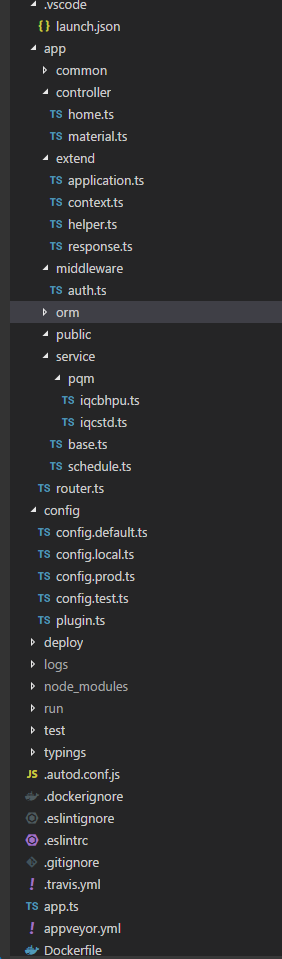 .vscode
{ } launch.json
app
common
controller
TS home.ts
TS material.ts
extend
TS application.ts
TS context.ts
TS helper.ts
TS response.ts
middleware
TS auth.ts
orm
public
service
pqm
TS iqcbhpu.ts
TS iqcstd.ts
TS base.ts
TS schedule.ts
TS router.ts
config
TS config.default.ts
TS config.local.ts
TS config.prod.ts
TS config.test.ts
TS plugin.ts
deploy
logs
node_modules
run
test
typings
JS .autod.conf.js
.dockerignore
.eslintignore
.eslintrc
.gitignore
! .travis.yml
TS app.ts
! appveyor.yml
Dockerfile